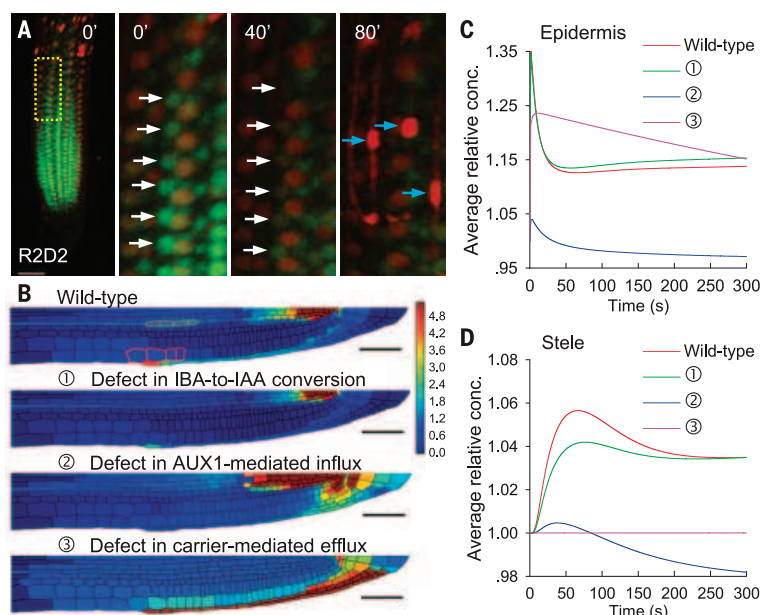 A
0′
0′
40′
80′
R2D2
B
Wild-type
① Defect in IBA-to-IAA conversion
② Defect in AUX1-mediated influx
③ Defect in carrier-mediated efflux
4.8
4.2
3.6
3.0
2.4
1.8
1.2
0.6
0.0
C
Epidermis
Wild-type
①
②
③
Average relative conc.
1.35
1.25
1.15
1.05
.95
0 50 100 150 200 250 300
Time (s)
D
Stele
Wild-type
①
②
③
Average relative conc.
1.08
1.06
1.04
1.02
1.00
.98
0 50 100 150 200 250 300
Time (s)